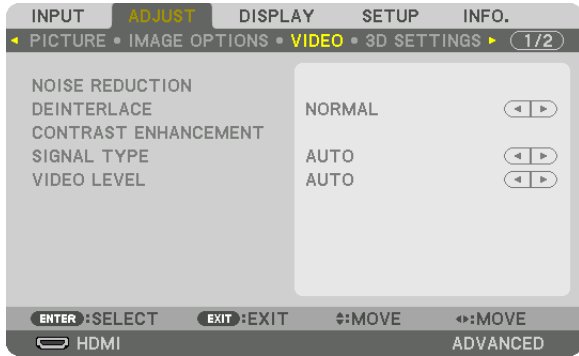 INPUT ADJUST DISPLAY SETUP INFO.
PICTURE • IMAGE OPTIONS • VIDEO • 3D SETTINGS 1/2
NOISE REDUCTION
DEINTERLACE NORMAL
CONTRAST ENHANCEMENT
SIGNAL TYPE AUTO
VIDEO LEVEL AUTO
ENTER :SELECT EXIT :EXIT :MOVE :MOVE
HDMI ADVANCED